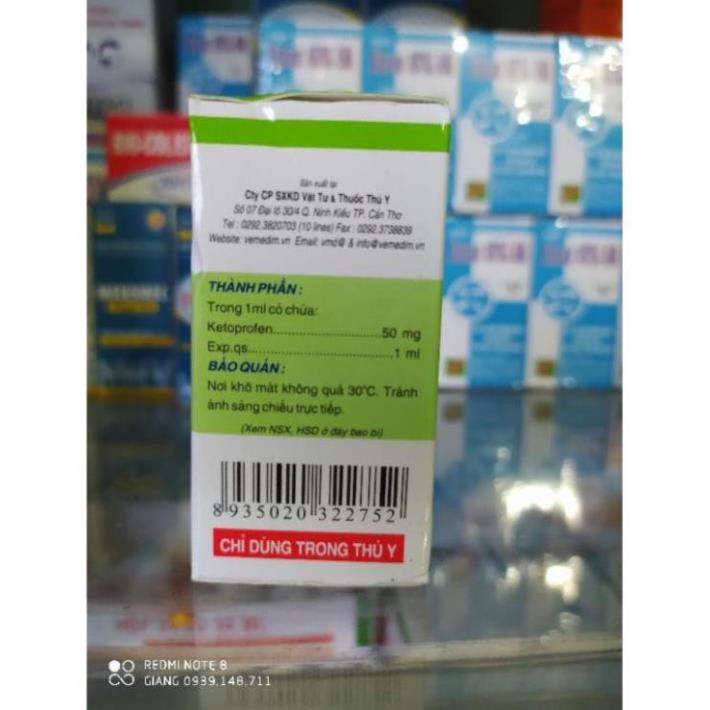 Sản xuất tại
Cty CP SXKD Vật Tư & Thuốc Thú Y
Số 07 Đại lộ 30/4 Q. Ninh Kiều TP. Cần Thơ
Tel : 0292.3820703 (10 lines) Fax : 0292.3738839
Website: vemedim.vn Email: vmd@ & info@vemedim.vn
THÀNH PHẦN :
Trong 1ml có chứa:
Ketoprofen......................50 mg
Exp.qs.............................1 ml
BẢO QUẢN :
Nơi khô mát không quá 30°C. Tránh
ánh sáng chiếu trực tiếp.
(Xem NSX, HSD ở đáy bao bì)
8 935020 322752
CHỈ DÙNG TRONG THÚ Y
REDMI NOTE 8
GIANG 0939.148.711